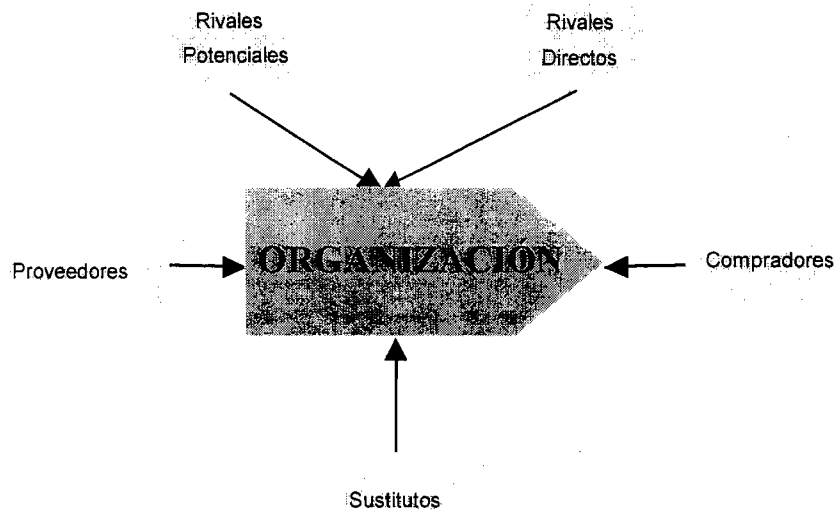 Rivales
Potenciales
Rivales
Directos
Proveedores
ORGANIZACIÓN
Compradores
Sustitutos